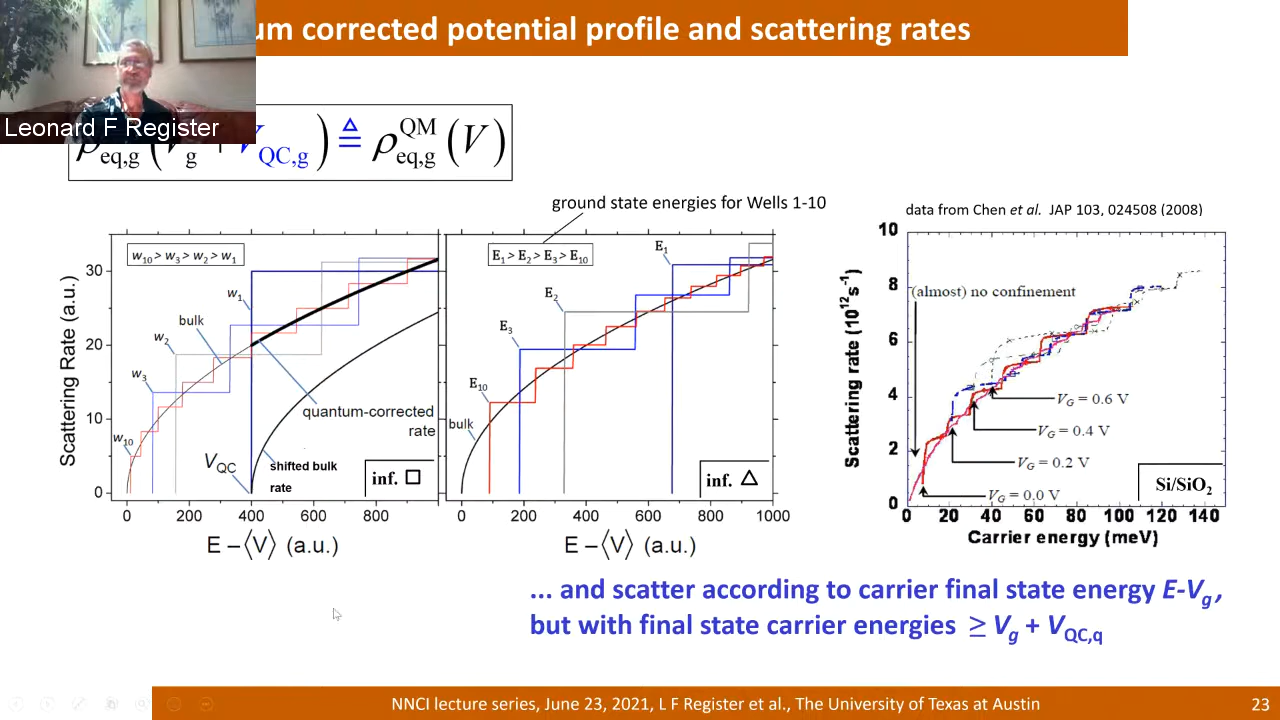 um corrected potential profile and scattering rates
Leonard F Register
ρeq,g (Vg + VQC,g) ≜ ρQMeq,g (V)
ground state energies for Wells 1-10
data from Chen et al. JAP 103, 024508 (2008)
w10 > w3 > w2 > w1
w1
bulk
w2
w3
w10
quantum-corrected
rate
VQC
shifted bulk
rate
inf. □
Scattering Rate (a.u.)
30
20
10
0
0 200 400 600 800
E – ⟨V⟩ (a.u.)
E1 > E2 > E3 > E10
E1
E2
E3
E10
bulk
inf. △
0 200 400 600 800 1000
E – ⟨V⟩ (a.u.)
Scattering rate (10¹²s⁻¹)
10
8
6
4
2
0
(almost) no confinement
VG = 0.6 V
VG = 0.4 V
VG = 0.2 V
VG = 0.0 V
Si/SiO2
0 20 40 60 80 100 120 140
Carrier energy (meV)
... and scatter according to carrier final state energy E-Vg ,
but with final state carrier energies ≥ Vg + VQC,q
NNCI lecture series, June 23, 2021, L F Register et al., The University of Texas at Austin
23